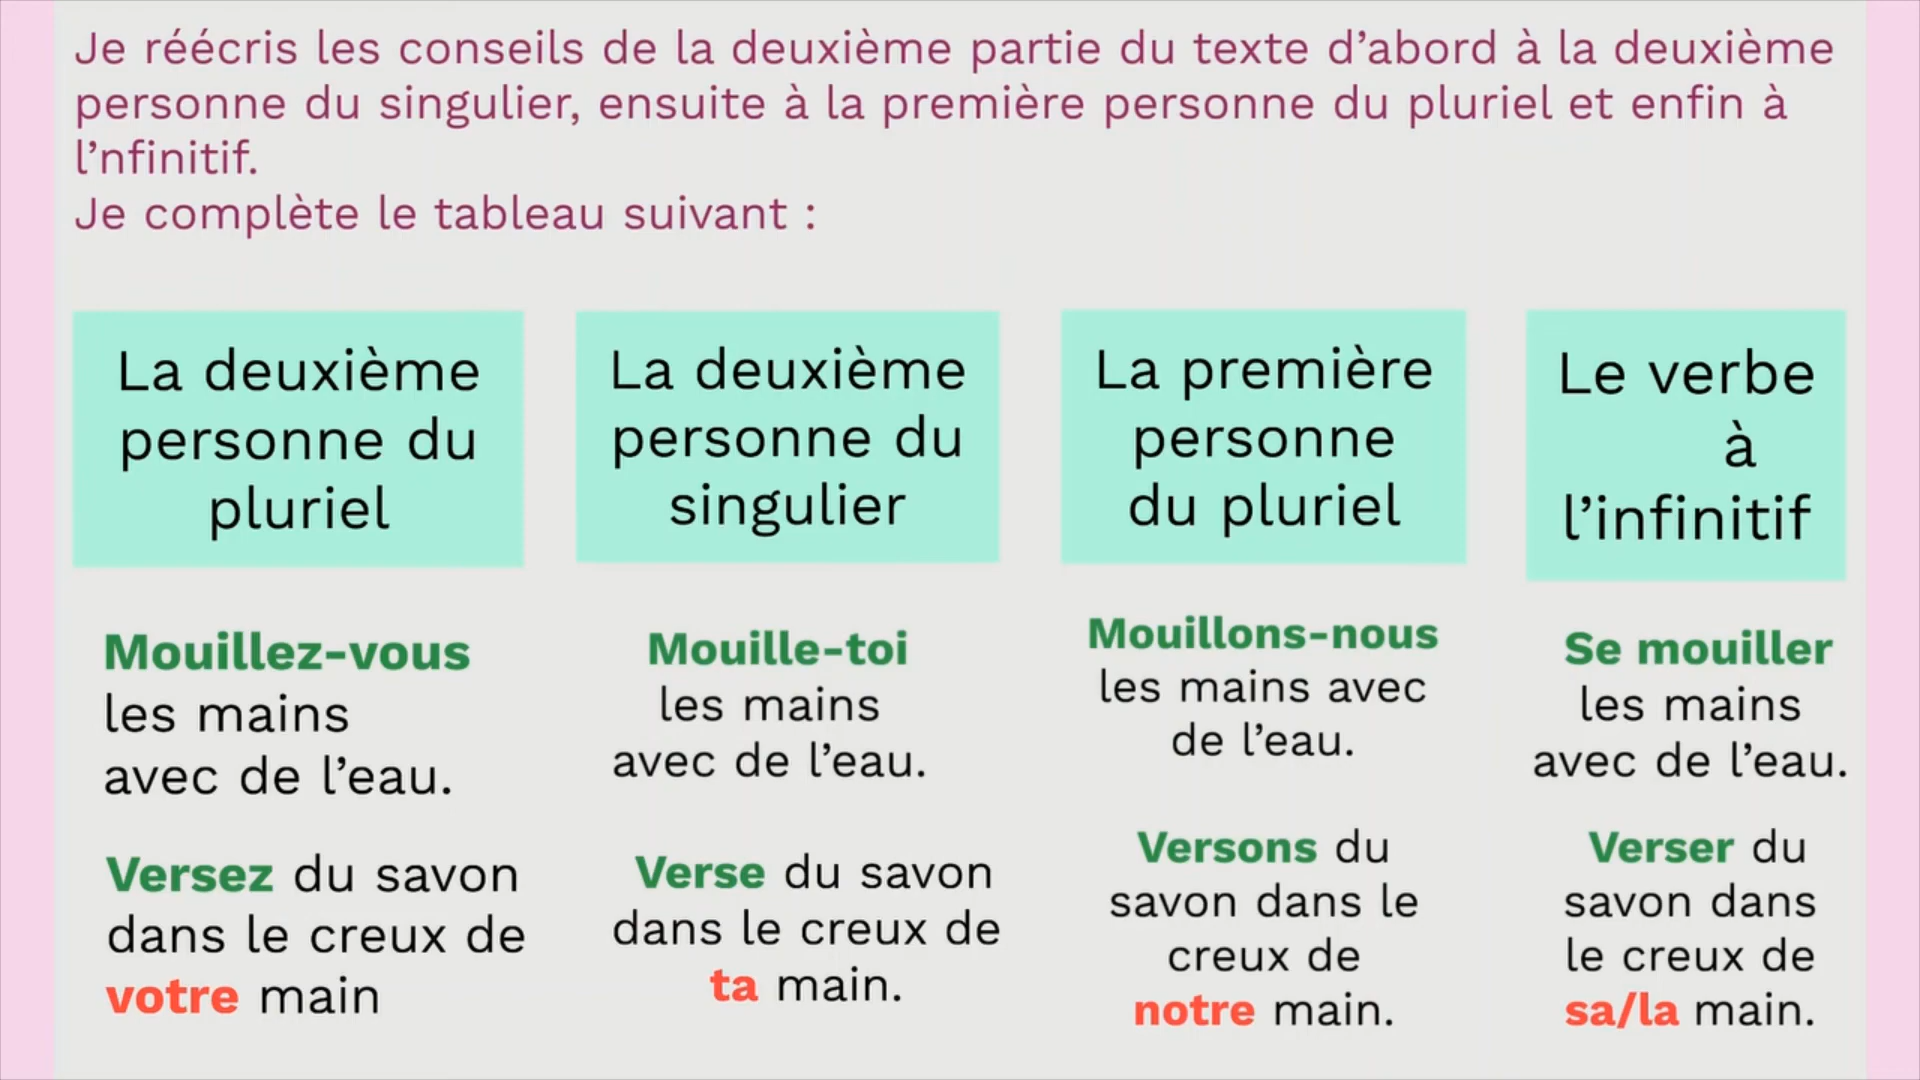 Je réécris les conseils de la deuxième partie du texte d’abord à la deuxième
personne du singulier, ensuite à la première personne du pluriel et enfin à
l’nfinitif.
Je complète le tableau suivant :
La deuxième
personne du
pluriel
La deuxième
personne du
singulier
La première
personne
du pluriel
Le verbe
à
l’infinitif
Mouillez-vous
les mains
avec de l’eau.
Mouille-toi
les mains
avec de l’eau.
Mouillons-nous
les mains avec
de l’eau.
Se mouiller
les mains
avec de l’eau.
Versez du savon
dans le creux de
votre main
Verse du savon
dans le creux de
ta main.
Versons du
savon dans le
creux de
notre main.
Verser du
savon dans
le creux de
sa/la main.